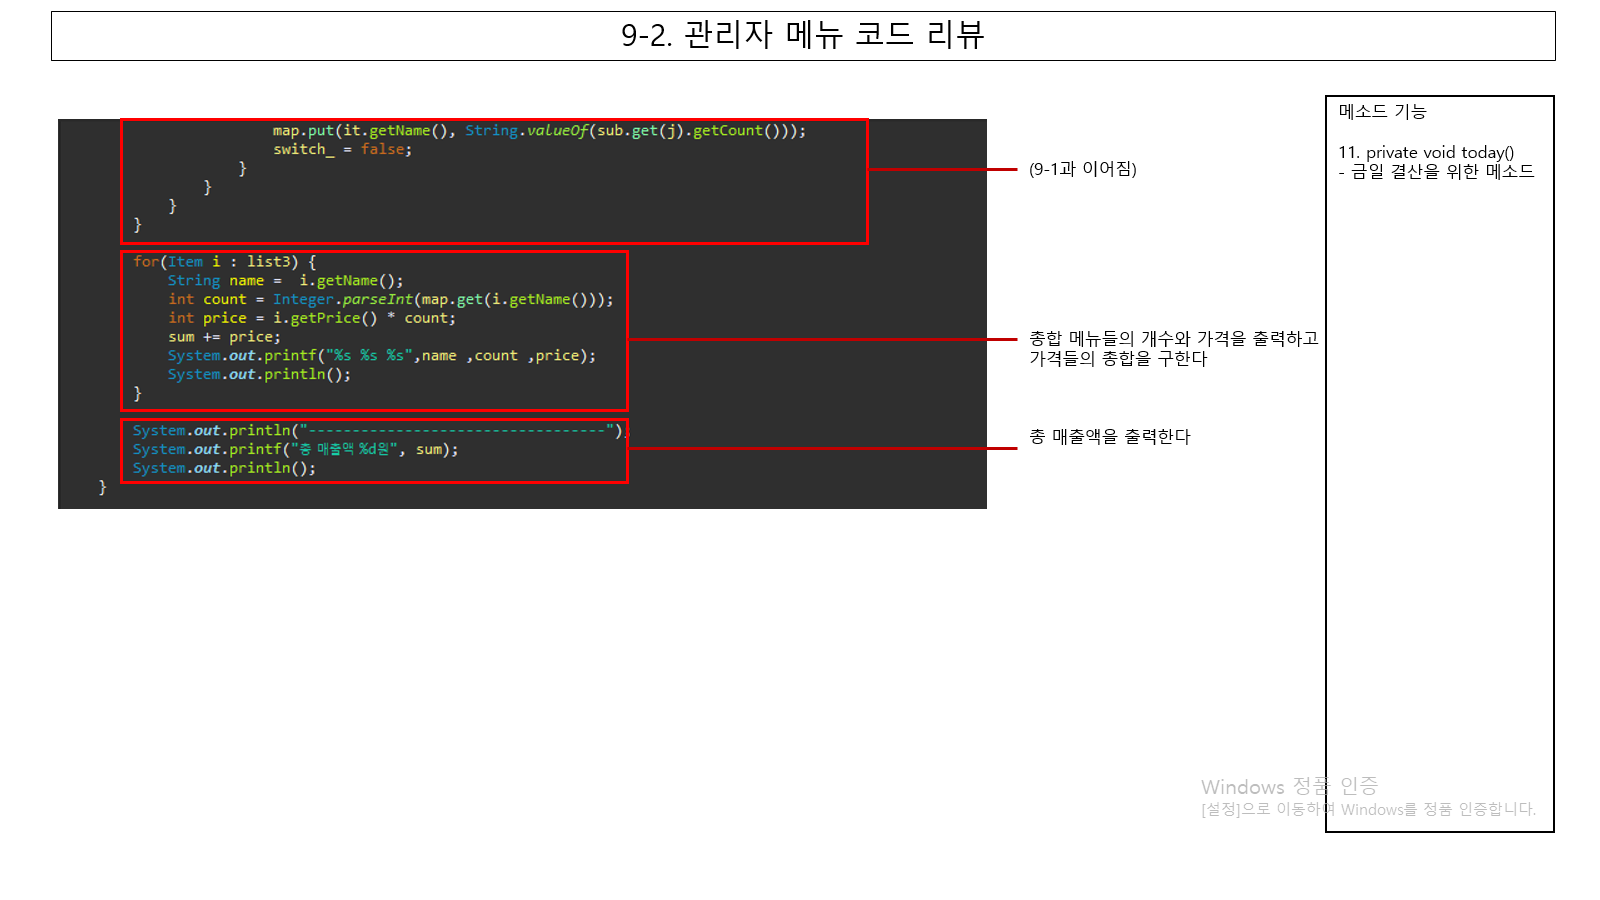 9-2. 관리자 메뉴 코드 리뷰
map.put(it.getName(), String.valueOf(sub.get(j).getCount()));
switch_ = false;
}
}
}
}
for(Item i : list3) {
String name =  i.getName();
int count = Integer.parseInt(map.get(i.getName()));
int price = i.getPrice() * count;
sum += price;
System.out.printf("%s %s %s",name ,count ,price);
System.out.println();
}
System.out.println("----------------------------------")
System.out.printf("총 매출액 %d원", sum);
System.out.println();
}
(9-1과 이어짐)
총합 메뉴들의 개수와 가격을 출력하고
가격들의 총합을 구한다
총 매출액을 출력한다
메소드 기능
11. private void today()
- 금일 결산을 위한 메소드
Windows 정품 인증
[설정]으로 이동하여 Windows를 정품 인증합니다.